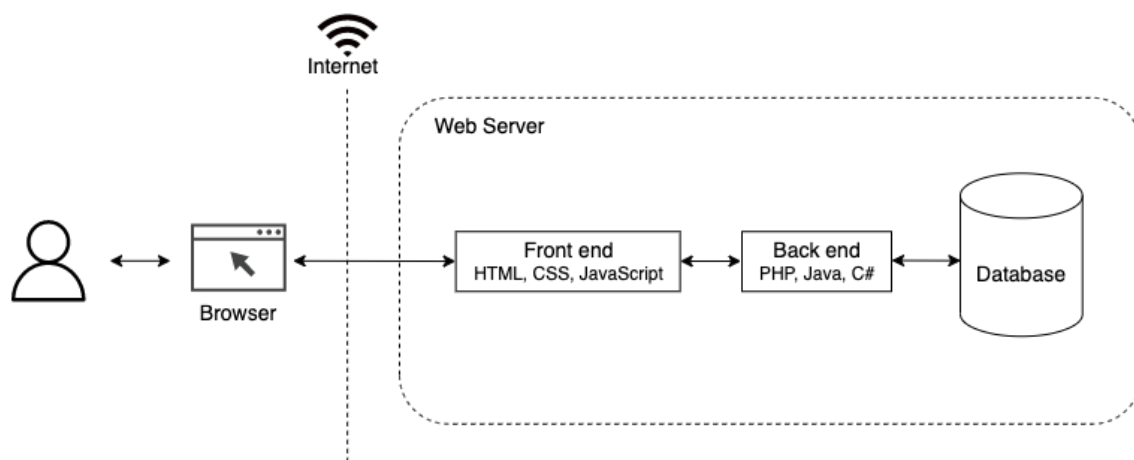 Internet
Web Server
Front end
HTML, CSS, JavaScript
Back end
PHP, Java, C#
Database
Browser